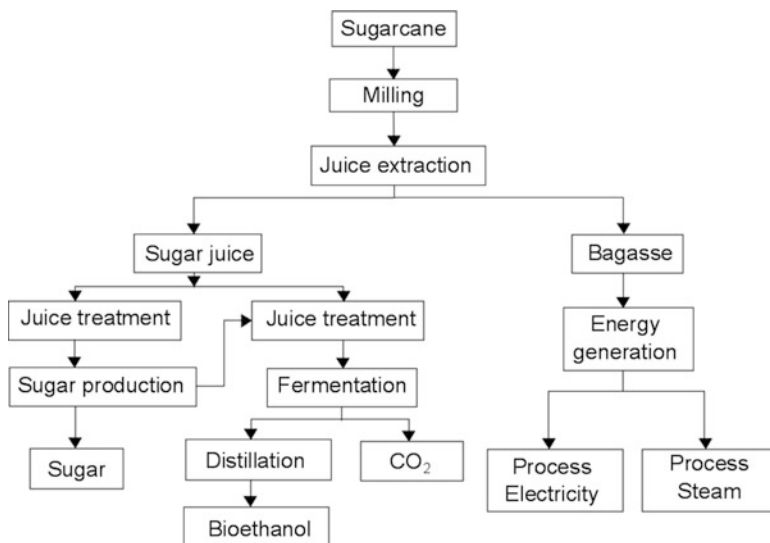 Sugarcane
Milling
Juice extraction
Sugar juice
Bagasse
Juice treatment
Juice treatment
Energy
generation
Sugar production
Fermentation
Sugar
Distillation
CO₂
Process
Electricity
Process
Steam
Bioethanol